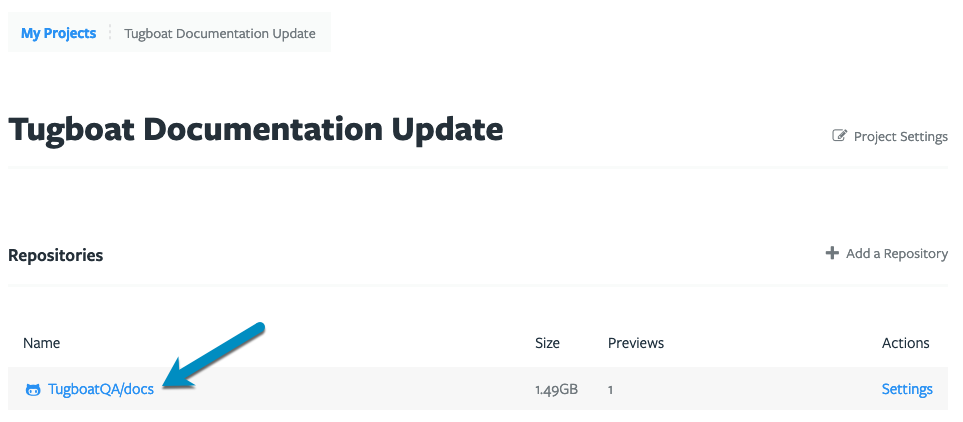 My Projects Tugboat Documentation Update
Tugboat Documentation Update
Project Settings
Repositories
Add a Repository
Name Size Previews Actions
TugboatQA/docs 1.49GB 1 Settings